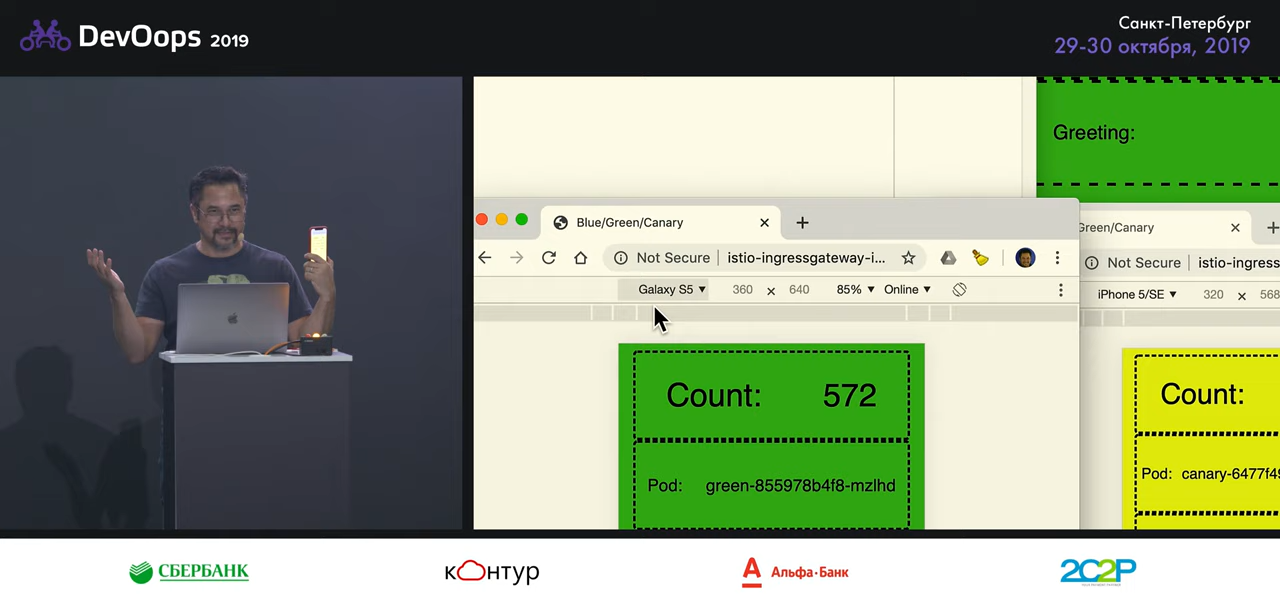 DevOops 2019
Санкт-Петербург
29-30 октября, 2019
Greeting:
Blue/Green/Canary
Green/Canary
Not Secure
istio-ingressgateway-i...
Not Secure
istio-ingress
Galaxy S5
360 x 640
85%
Online
iPhone 5/SE
320 x 568
Count: 572
Count:
Pod: green-855978b4f8-mzlhd
Pod: canary-6477f49
СБЕРБАНК
кОнтур
Альфа·Банк
2C2P